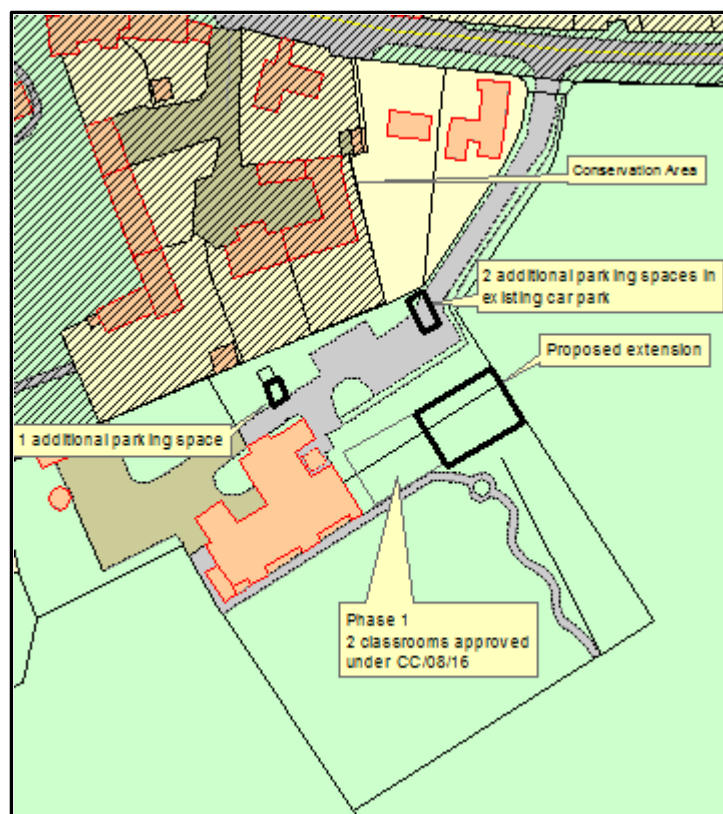 Conservation Area
2 additional parking spaces in
existing car park
Proposed extension
1 additional parking space
Phase 1
2 classrooms approved
under CC/08/16